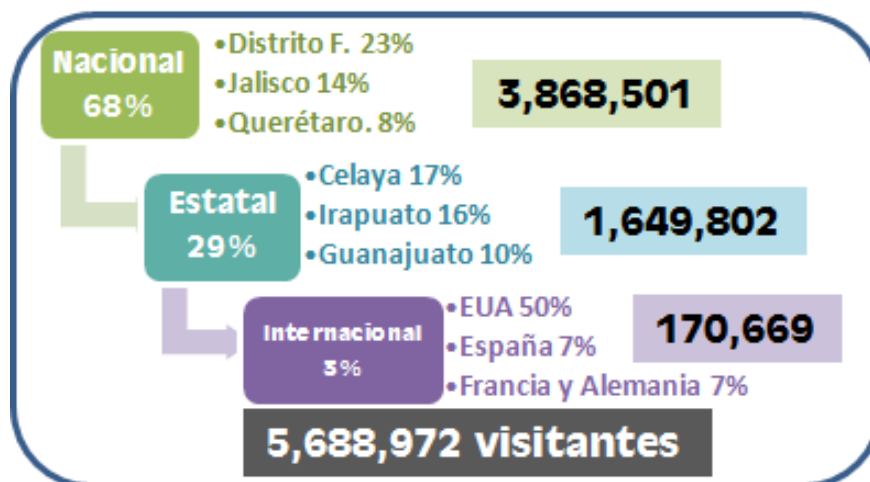 Nacional
68%
•Distrito F. 23%
•Jalisco 14%
•Querétaro. 8%
3,868,501
Estatal
29%
•Celaya 17%
•Irapuato 16%
•Guanajuato 10%
1,649,802
Internacional
3%
•EUA 50%
•España 7%
•Francia y Alemania 7%
170,669
5,688,972 visitantes